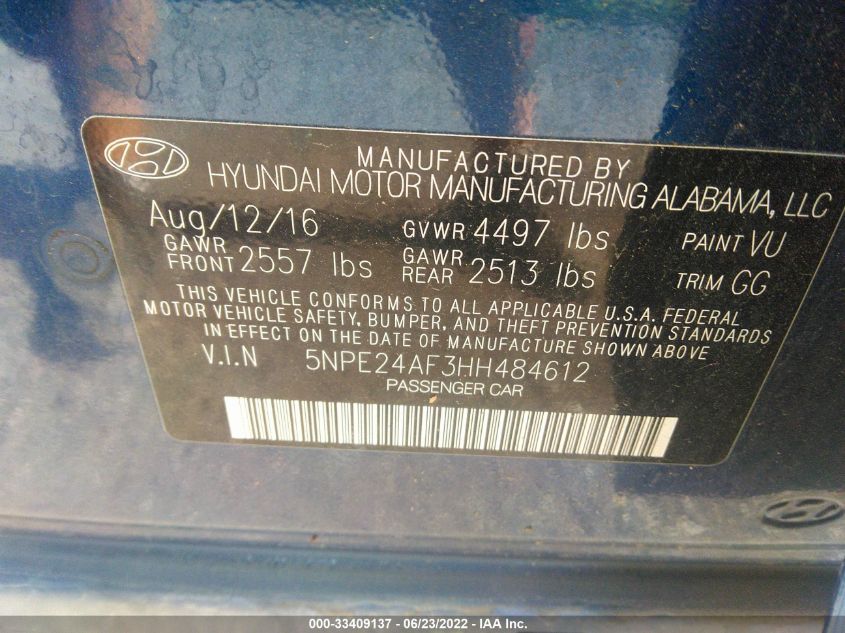 MANUFACTURED BY
HYUNDAI MOTOR MANUFACTURING ALABAMA, LLC
Aug/12/16 GVWR 4497 lbs PAINT VU
GAWR FRONT 2557 lbs GAWR REAR 2513 lbs TRIM GG
THIS VEHICLE CONFORMS TO ALL APPLICABLE U.S.A. FEDERAL
MOTOR VEHICLE SAFETY, BUMPER, AND THEFT PREVENTION STANDARDS
IN EFFECT ON THE DATE OF MANUFACTURE SHOWN ABOVE
V.I.N 5NPE24AF3HH484612
PASSENGER CAR
000-33409137 - 06/23/2022 - IAA Inc.